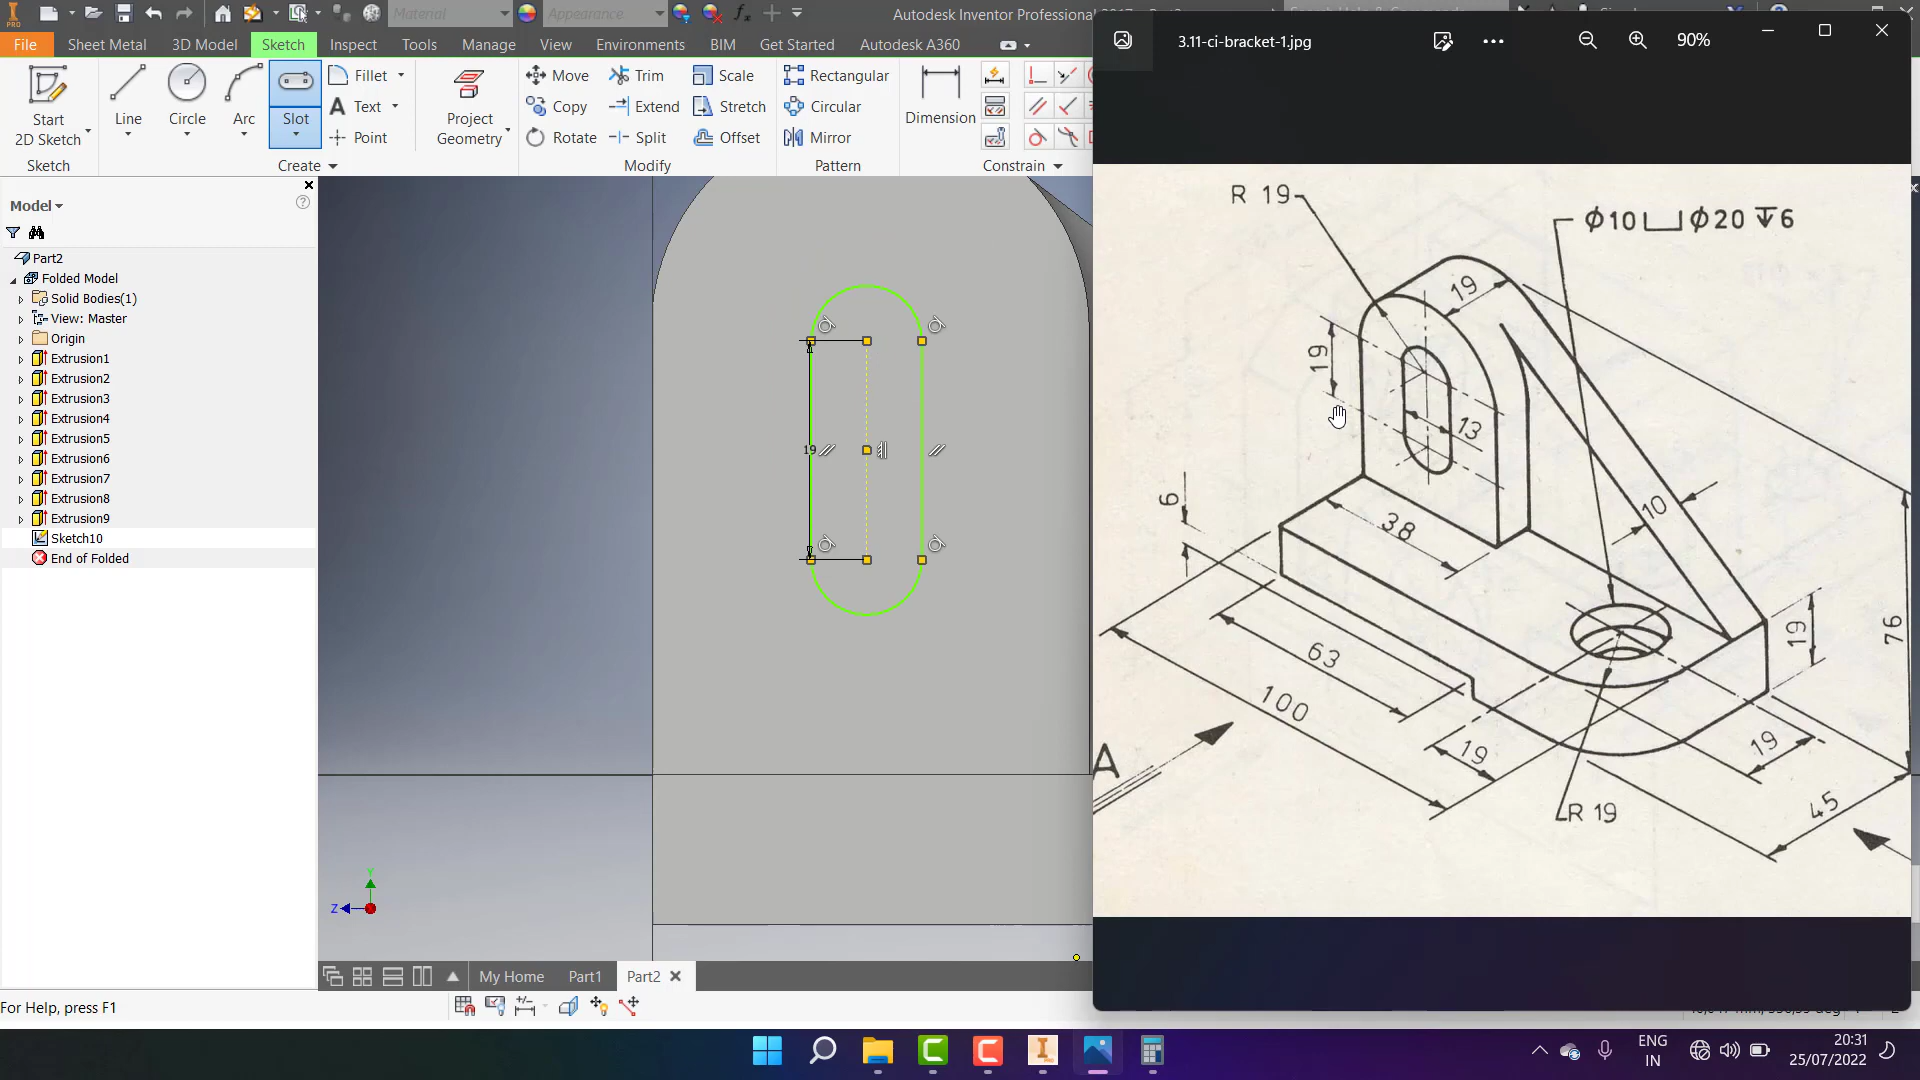 Material
Appearance
Autodesk Inventor Professional
PRO
File
Sheet Metal
3D Model
Sketch
Inspect
Tools
Manage
View
Environments
BIM
Get Started
Autodesk A360
Start
2D Sketch
Line
Circle
Arc
Slot
Fillet
Text
Point
Project
Geometry
Move
Copy
Rotate
Trim
Extend
Split
Scale
Stretch
Offset
Rectangular
Circular
Mirror
Dimension
Sketch
Create
Modify
Pattern
Constrain
Model
Part2
Folded Model
Solid Bodies(1)
View: Master
Origin
Extrusion1
Extrusion2
Extrusion3
Extrusion4
Extrusion5
Extrusion6
Extrusion7
Extrusion8
Extrusion9
Sketch10
End of Folded
19
Y
Z
My Home
Part1
Part2
For Help, press F1
3.11-ci-bracket-1.jpg
90%
R 19
ϕ10 ⌴ ϕ20 ↧6
19
19
13
6
38
10
63
100
19
19
76
19
45
R 19
A
ENG
IN
20:31
25/07/2022